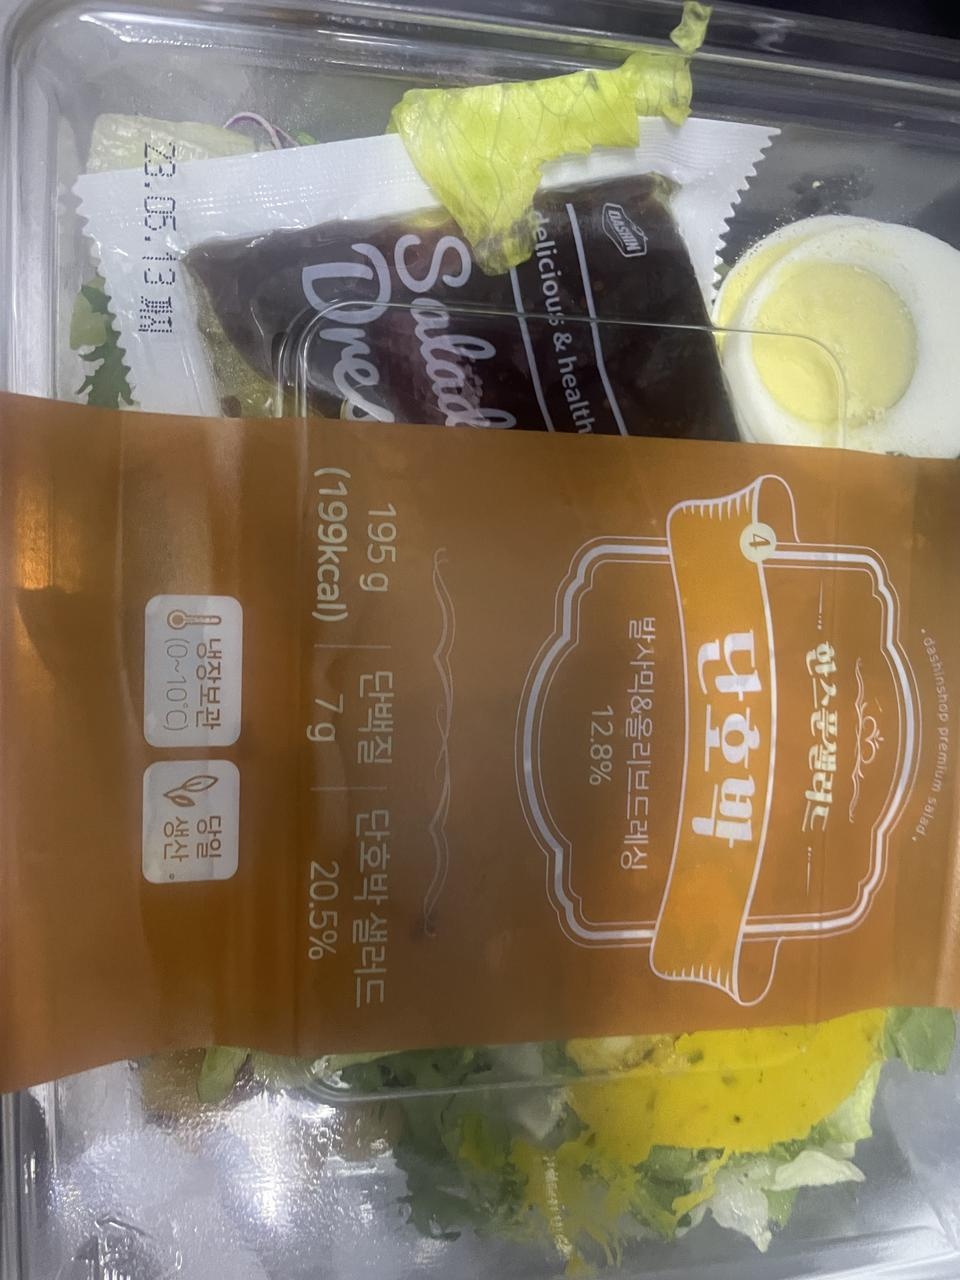 dashinshop premium salad
한스푼샐러드
4
단호박
발사믹&올리브드레싱
12.8%
195 g
(199kcal)
단백질
7 g
단호박 샐러드
20.5%
냉장보관
(0~10℃)
당일
생산
DASHIN
delicious & health
Salad
Dres
23.05.13